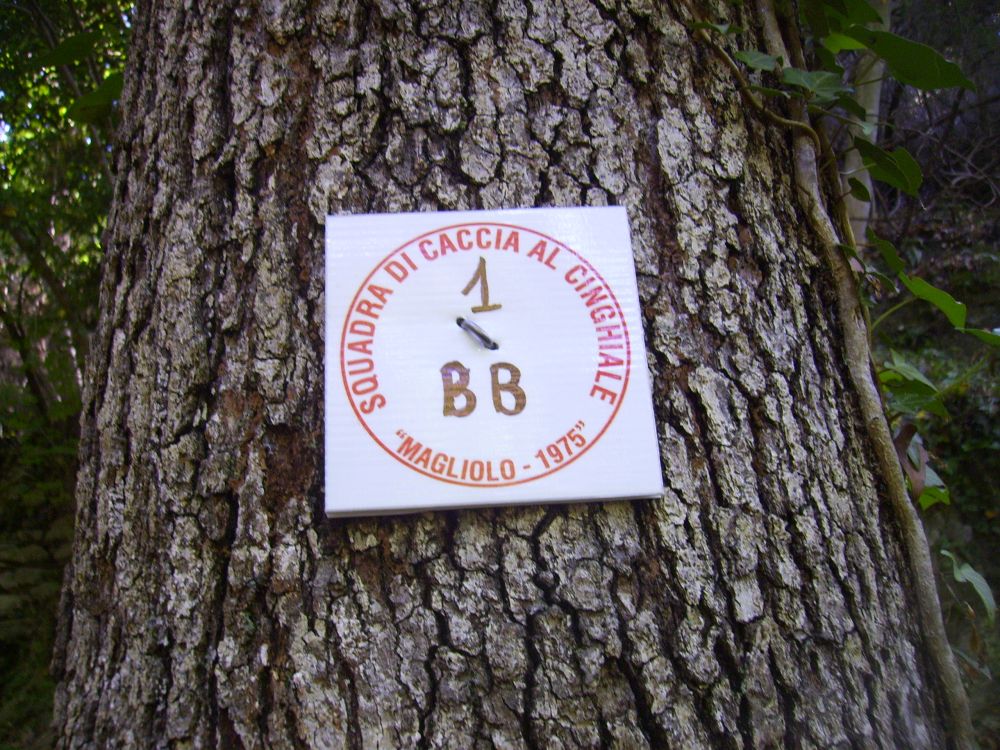 SQUADRA DI CACCIA AL CINGHIALE
1
BB
"MAGLIOLO - 1975"